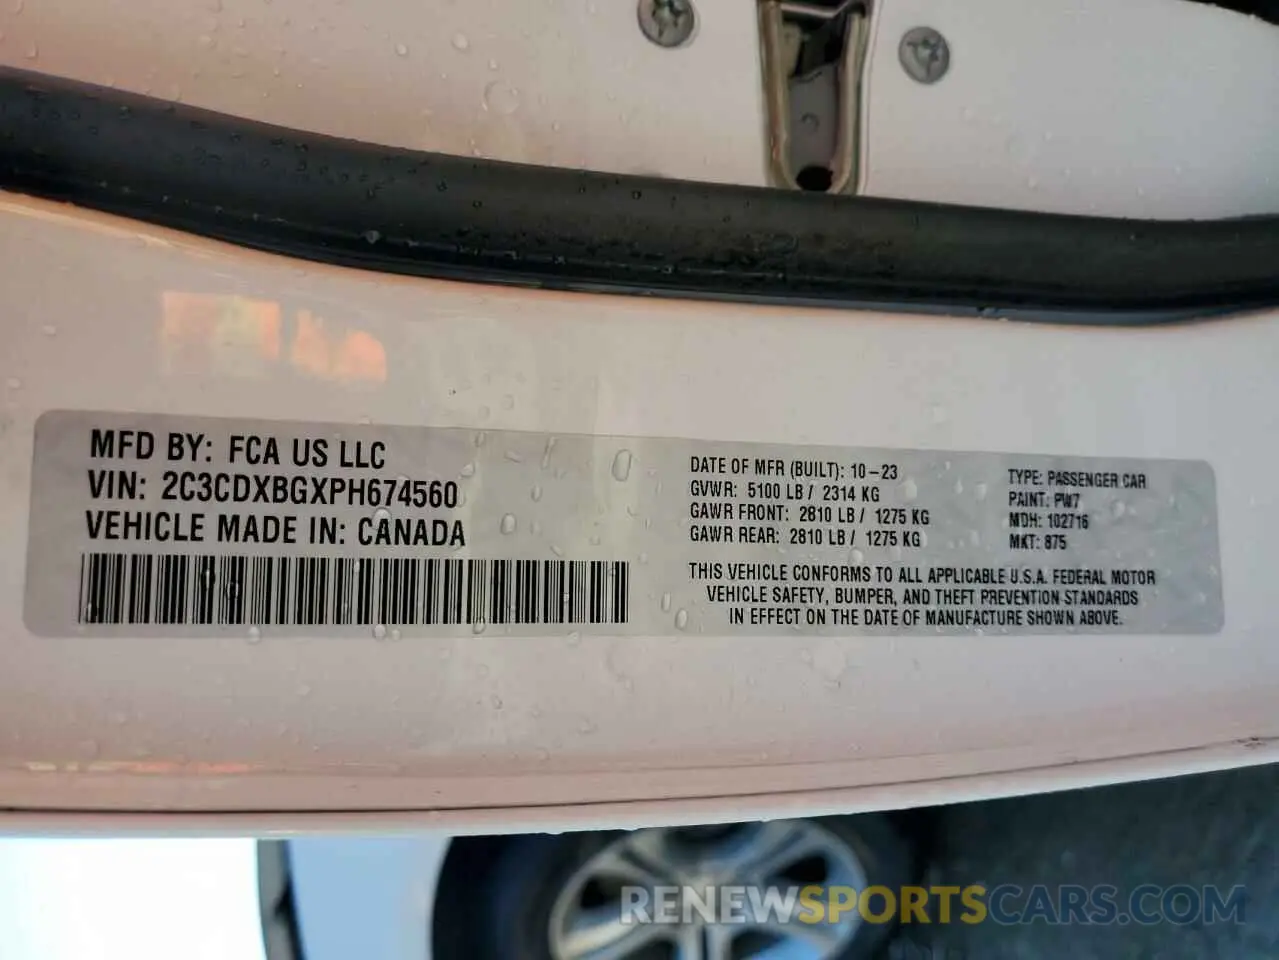 MFD BY: FCA US LLC
VIN: 2C3CDXBGXPH674560
VEHICLE MADE IN: CANADA
DATE OF MFR (BUILT): 10-23
GVWR: 5100 LB / 2314 KG
GAWR FRONT: 2810 LB / 1275 KG
GAWR REAR: 2810 LB / 1275 KG
TYPE: PASSENGER CAR
PAINT: PW7
MDH: 102716
MKT: 875
THIS VEHICLE CONFORMS TO ALL APPLICABLE U.S.A. FEDERAL MOTOR
VEHICLE SAFETY, BUMPER, AND THEFT PREVENTION STANDARDS
IN EFFECT ON THE DATE OF MANUFACTURE SHOWN ABOVE.
RENEWSPORTSCARS.COM